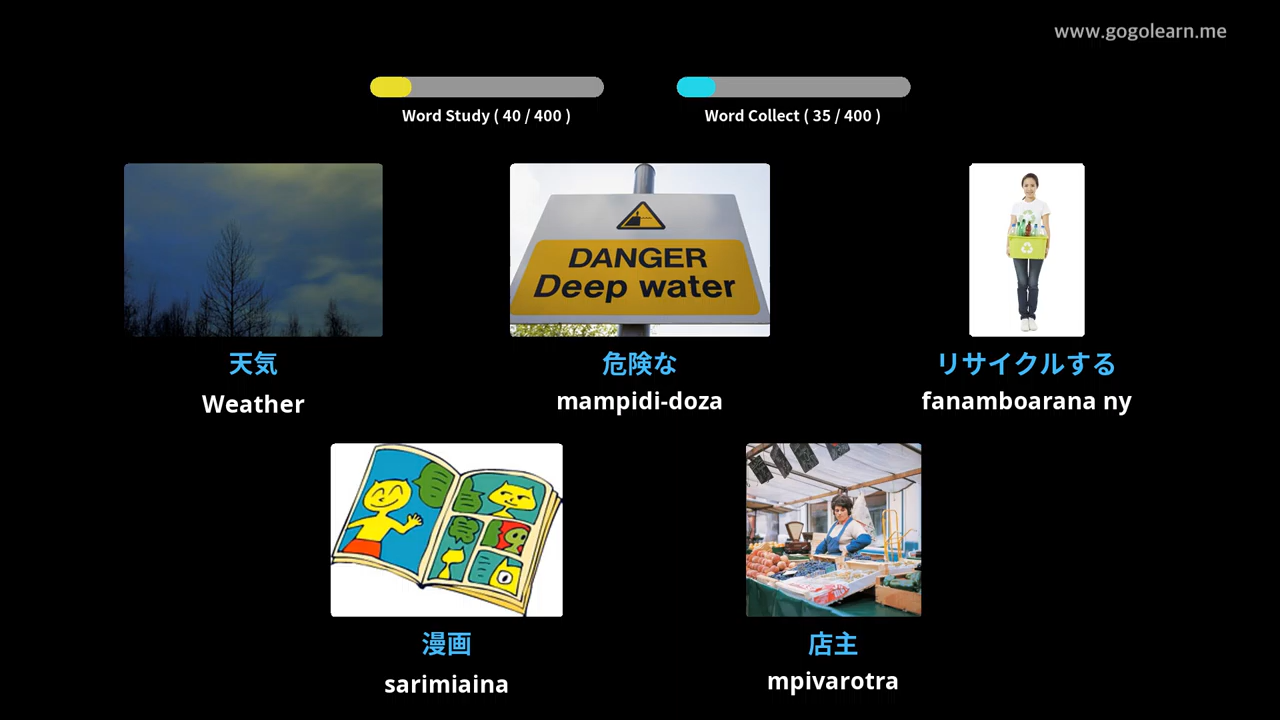 www.gogolearn.me
Word Study ( 40 / 400 )
Word Collect ( 35 / 400 )
DANGER
Deep water
天気
危険な
リサイクルする
Weather
mampidi-doza
fanamboarana ny
漫画
店主
sarimiaina
mpivarotra